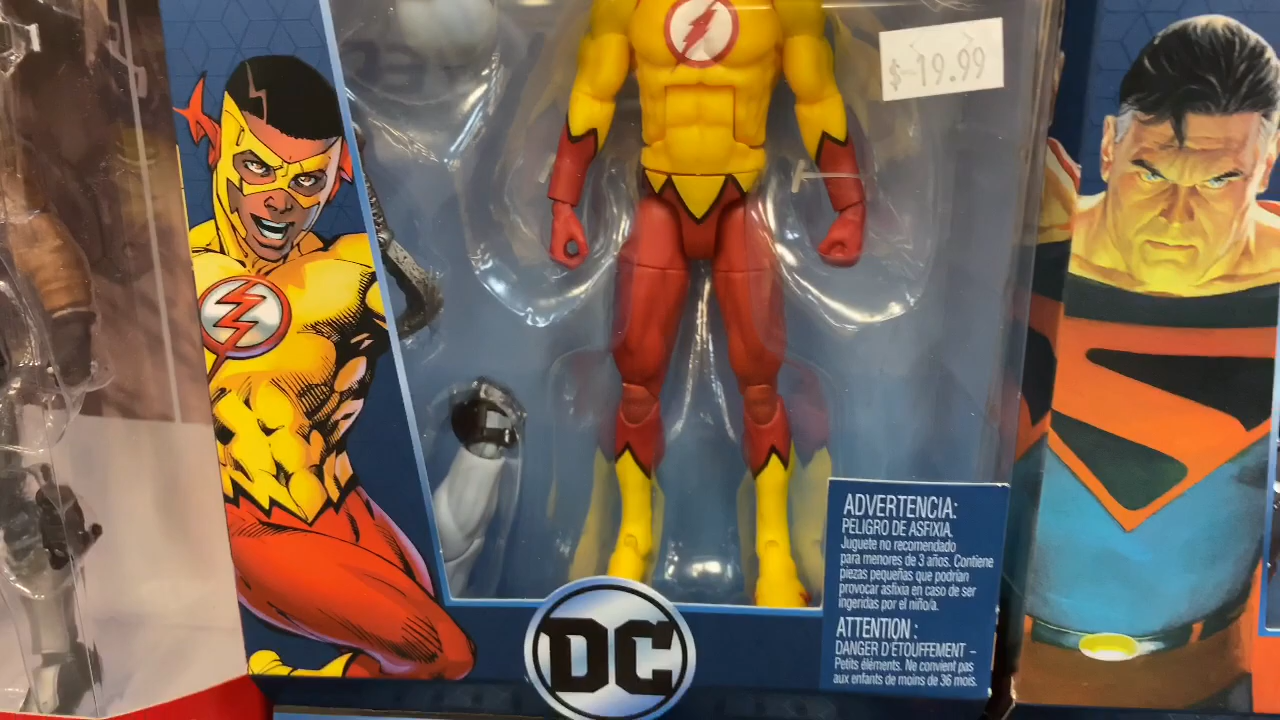 $ 19.99
ADVERTENCIA:
PELIGRO DE ASFIXIA.
Juguete no recomendado
para menores de 3 años. Contiene
piezas pequeñas que podrían
provocar asfixia en caso de ser
ingeridas por el niño/a.
ATTENTION :
DANGER D'ETOUFFEMENT –
Petits éléments. Ne convient pas
aux enfants de moins de 36 mois.
DC